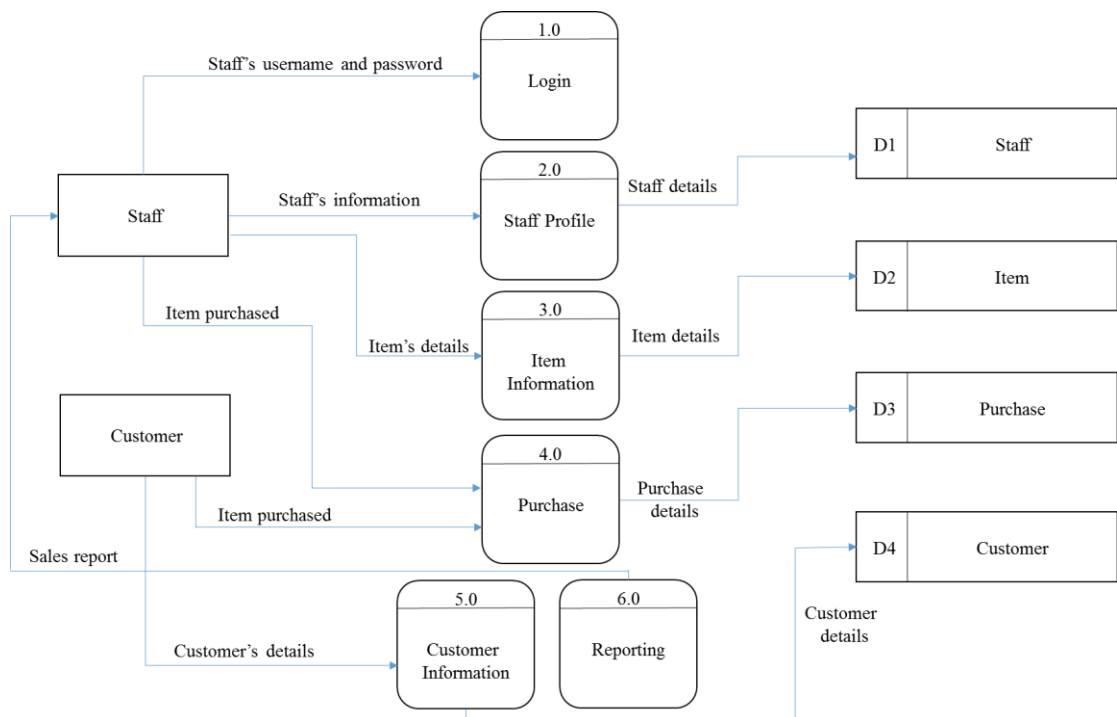 1.0
Staff's username and password
Login
D1
Staff
2.0
Staff details
Staff
Staff's information
Staff Profile
D2
Item
Item purchased
3.0
Item details
Item's details
Item
Information
D3
Purchase
Customer
4.0
Purchase
details
Purchase
Item purchased
D4
Customer
Sales report
5.0
6.0
Customer
details
Customer's details
Customer
Information
Reporting